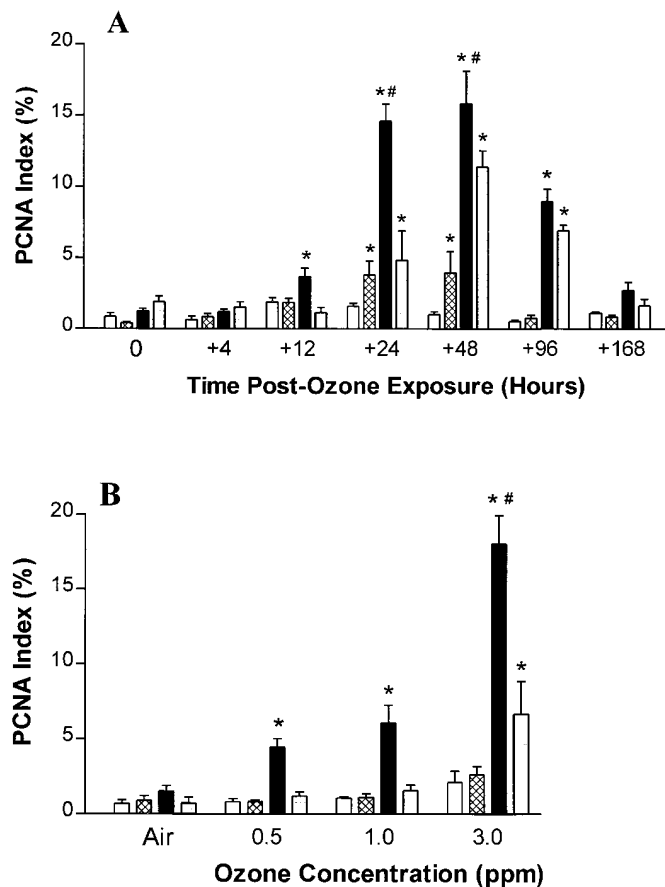 A
PCNA Index (%)
20
15
10
5
0
*
* *# *
* *# *
* *
0 +4 +12 +24 +48 +96 +168
Time Post-Ozone Exposure (Hours)
B
PCNA Index (%)
20
15
10
5
0
*
*
* # *
Air 0.5 1.0 3.0
Ozone Concentration (ppm)